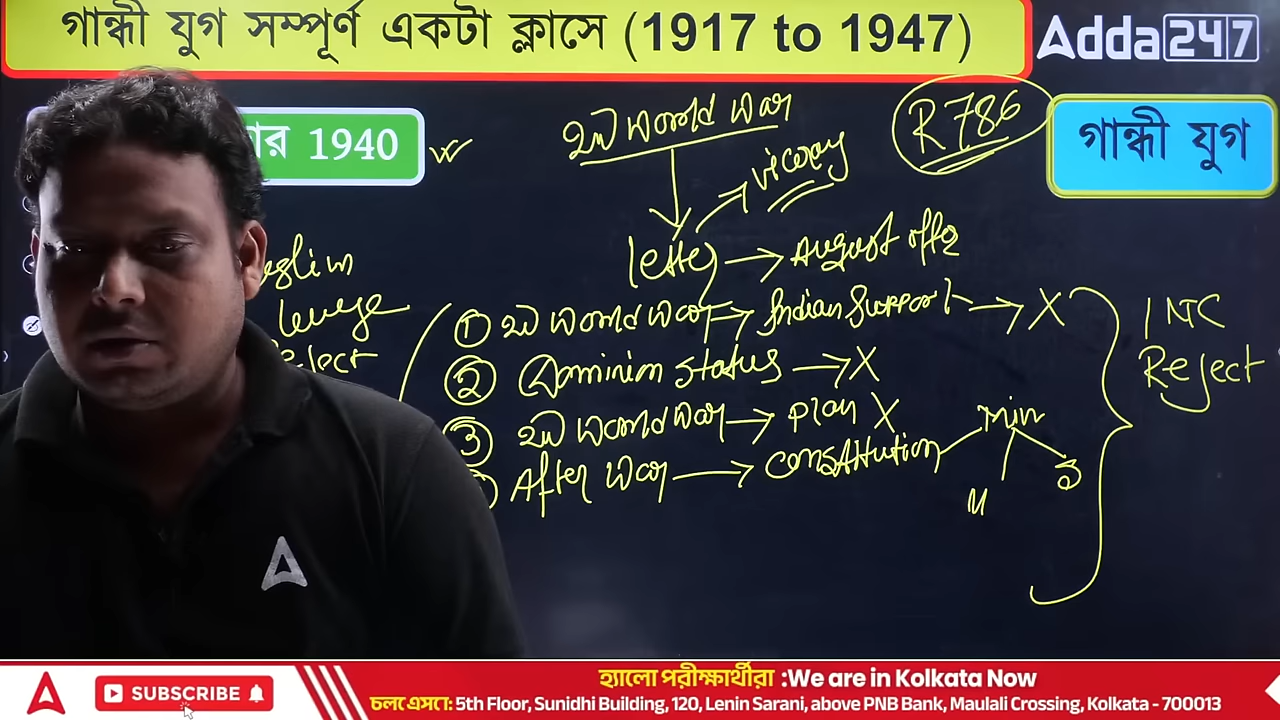 গান্ধী যুগ সম্পূর্ণ একটা ক্লাসে (1917 to 1947)
Adda247
র 1940
2nd World War
R 786
গান্ধী যুগ
letter → August offer
① 2nd World War → Indian Support → X
INC
Reject
② Dominion status → X
③ 2nd World War → Plan X
After War → Constitution
Min
M
SUBSCRIBE
হ্যালো পরীক্ষার্থীরা :We are in Kolkata Now
চলে এসো: 5th Floor, Sunidhi Building, 120, Lenin Sarani, above PNB Bank, Maulali Crossing, Kolkata - 700013